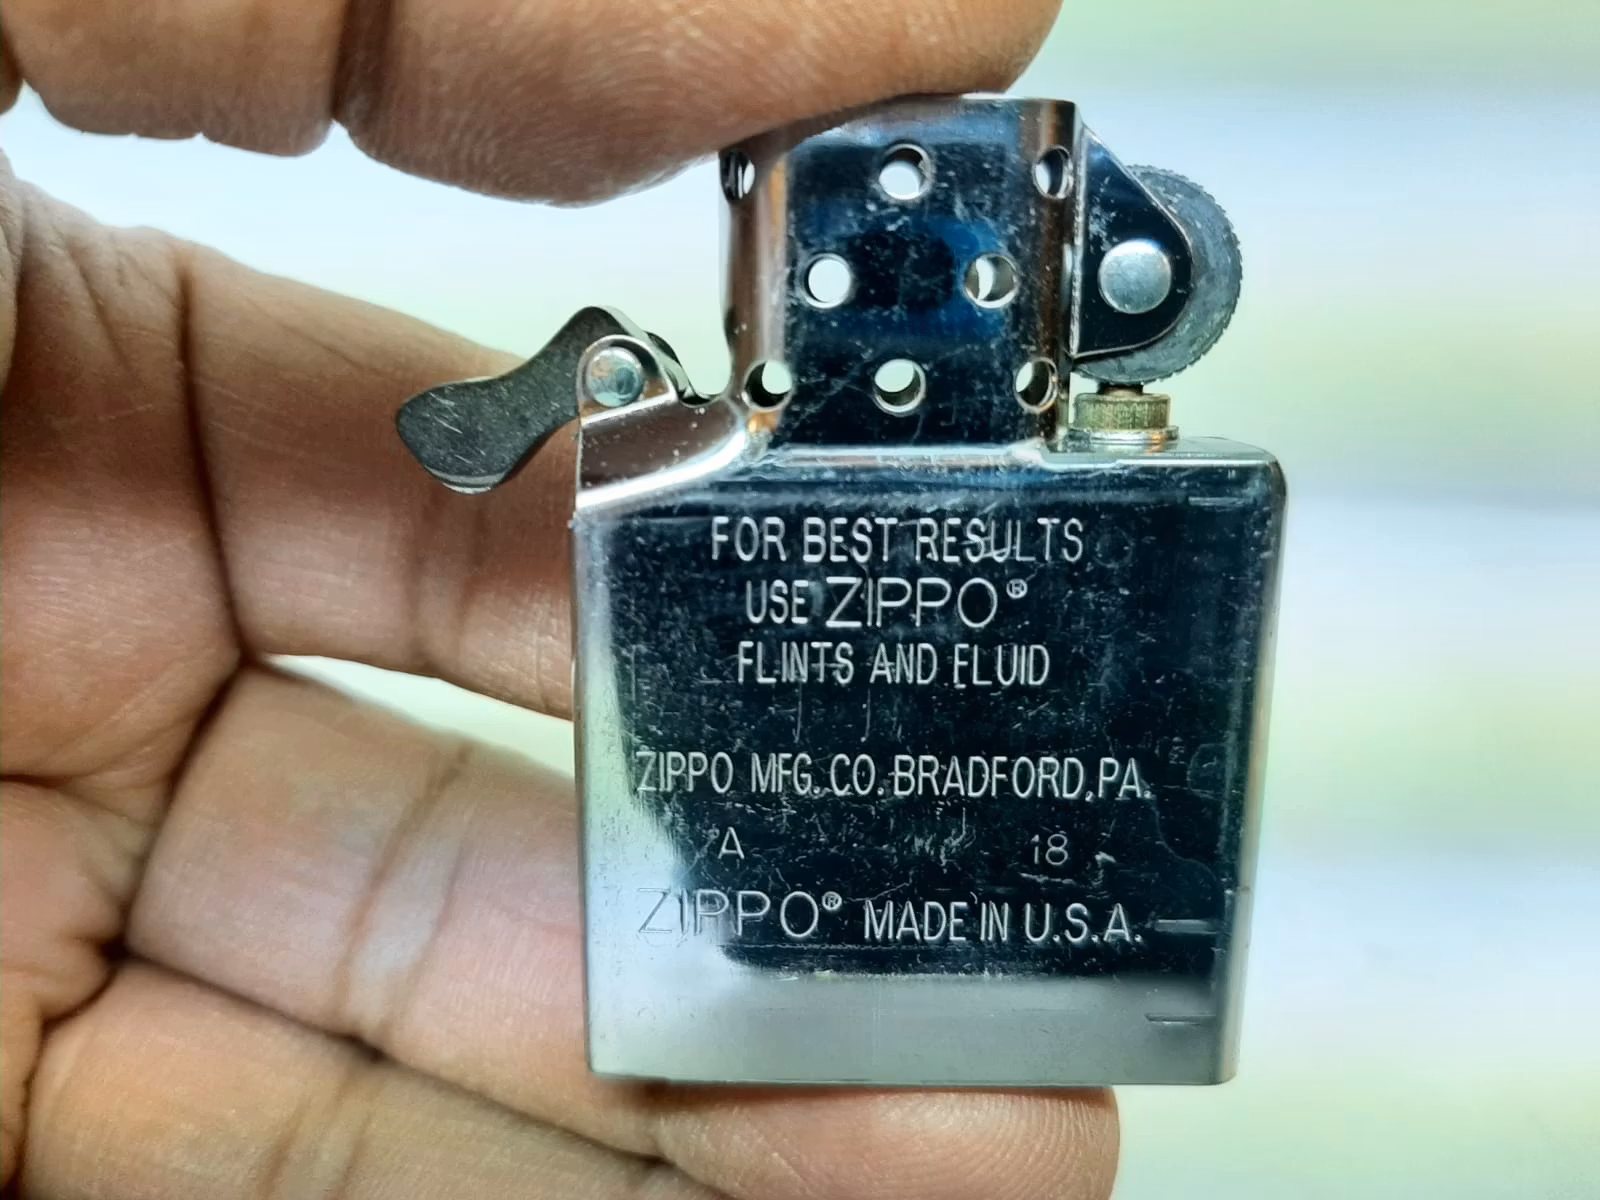 FOR BEST RESULTS
USE ZIPPO®
FLINTS AND FLUID
ZIPPO MFG. CO. BRADFORD, PA.
A 18
ZIPPO® MADE IN U.S.A.